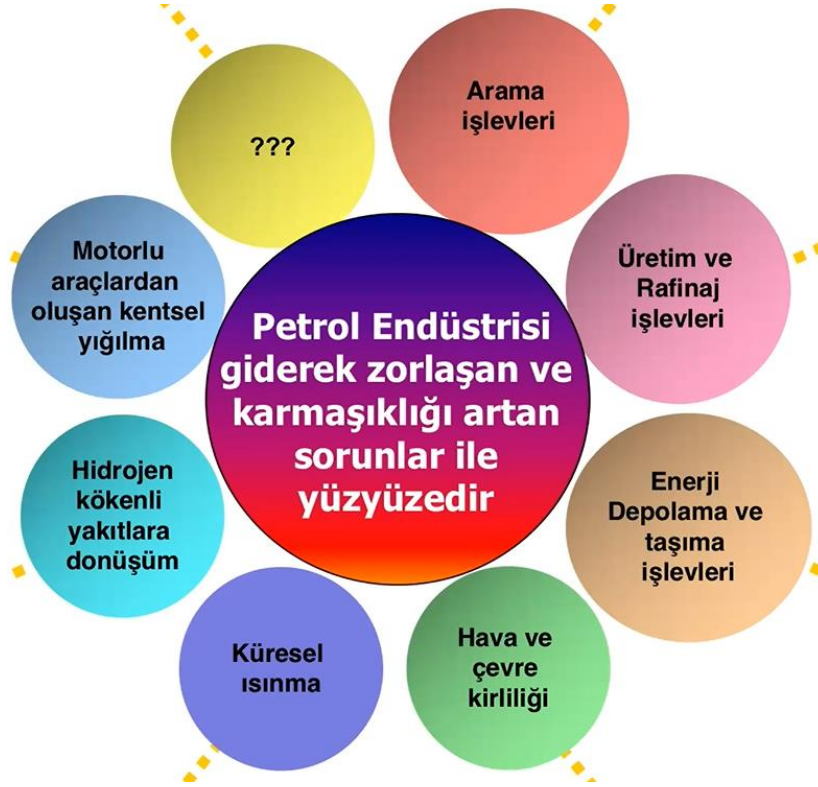 Petrol Endüstrisi
giderek zorlaşan ve
karmaşıklığı artan
sorunlar ile
yüzyüzedir
???
Arama
işlevleri
Üretim ve
Rafinaj
işlevleri
Enerji
Depolama ve
taşıma
işlevleri
Hava ve
çevre
kirliliği
Küresel
ısınma
Hidrojen
kökenli
yakıtlara
donüşüm
Motorlu
araçlardan
oluşan kentsel
yığılma